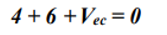 4 + 6 + Vec = 0